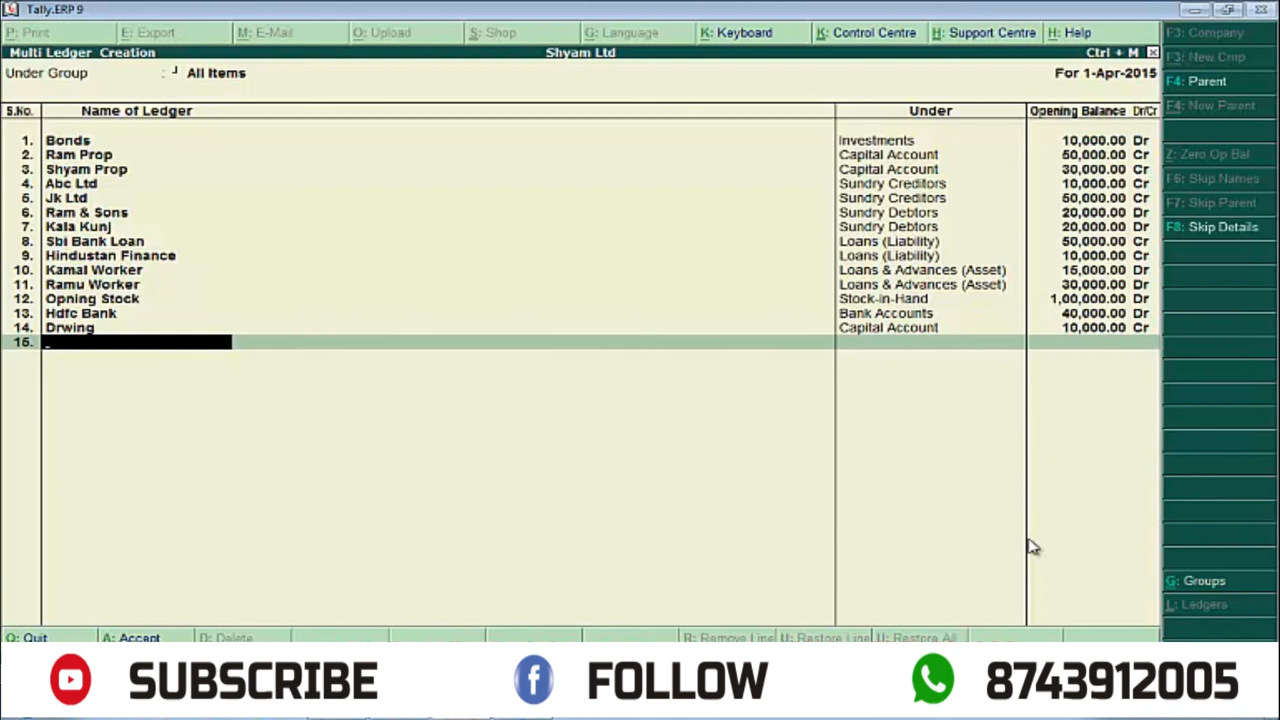 Tally.ERP 9
P: Print E: Export M: E-Mail O: Upload S: Shop G: Language K: Keyboard K: Control Centre H: Support Centre H: Help
Multi Ledger Creation Shyam Ltd Ctrl + M
Under Group : All Items For 1-Apr-2015
S.No. Name of Ledger Under Opening Balance Dr/Cr
1. Bonds Investments 10,000.00 Dr
2. Ram Prop Capital Account 50,000.00 Cr
3. Shyam Prop Capital Account 30,000.00 Cr
4. Abc Ltd Sundry Creditors 10,000.00 Cr
5. Jk Ltd Sundry Creditors 50,000.00 Cr
6. Ram & Sons Sundry Debtors 20,000.00 Dr
7. Kala Kunj Sundry Debtors 20,000.00 Dr
8. Sbi Bank Loan Loans (Liability) 50,000.00 Cr
9. Hindustan Finance Loans (Liability) 10,000.00 Cr
10. Kamal Worker Loans & Advances (Asset) 15,000.00 Dr
11. Ramu Worker Loans & Advances (Asset) 30,000.00 Dr
12. Opning Stock Stock-in-Hand 1,00,000.00 Dr
13. Hdfc Bank Bank Accounts 40,000.00 Dr
14. Drwing Capital Account 10,000.00 Cr
15.
F3: Company
F3: New Cmp
F4: Parent
F4: New Parent
Z: Zero Op Bal
F6: Skip Names
F7: Skip Parent
F8: Skip Details
G: Groups
L: Ledgers
Q: Quit A: Accept D: Delete R: Remove Line U: Restore Line U: Restore All
SUBSCRIBE FOLLOW 8743912005